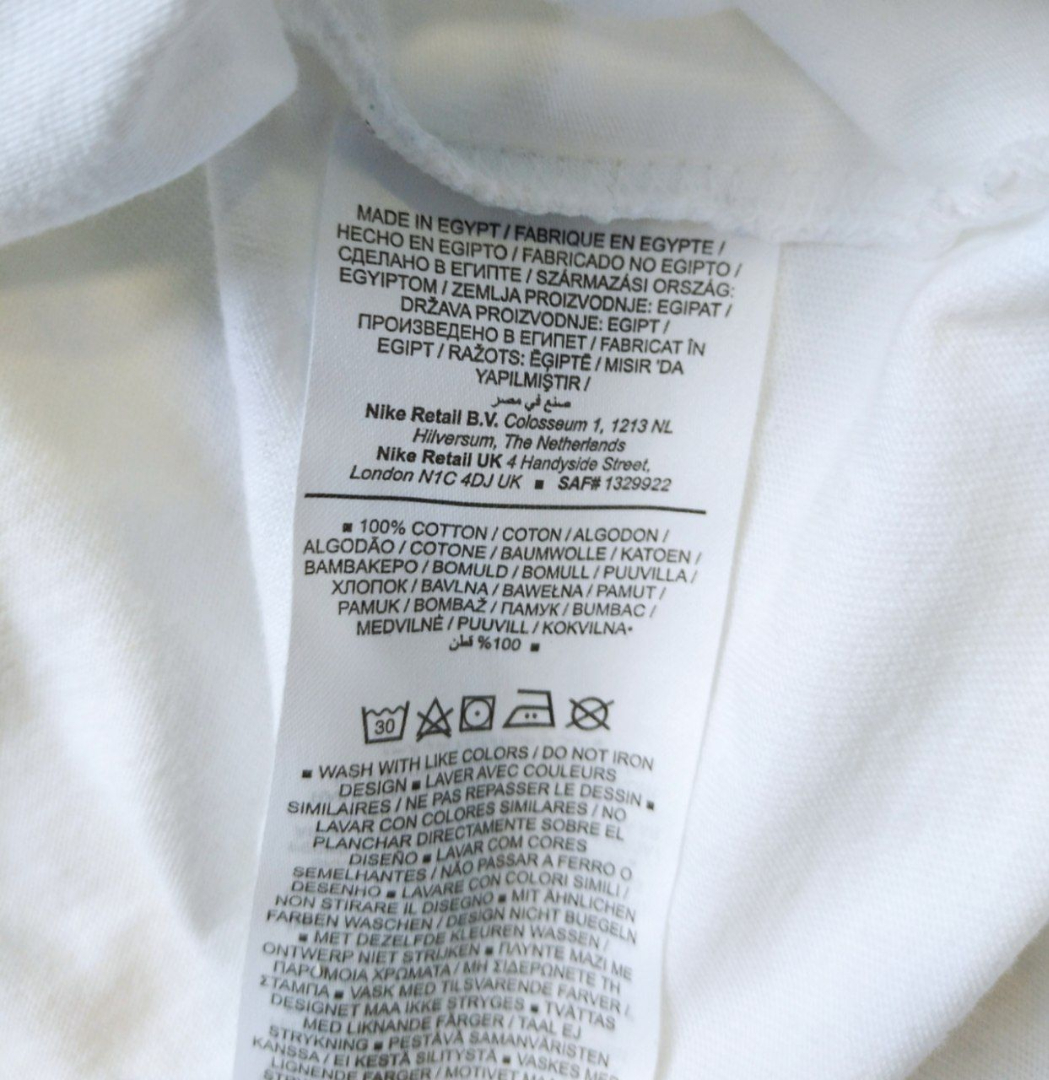 MADE IN EGYPT / FABRIQUE EN EGYPTE /
HECHO EN EGIPTO / FABRICADO NO EGIPTO /
СДЕЛАНО В ЕГИПТЕ / SZÁRMAZÁSI ORSZÁG:
EGYIPTOM / ZEMLJA PROIZVODNJE: EGIPAT /
DRŽAVA PROIZVODNJE: EGIPT /
ПРОИЗВЕДЕНО В ЕГИПЕТ / FABRICAT ÎN
EGIPT / RAŽOTS: ĒĢIPTĒ / MISIR 'DA
YAPILMIŞTIR /
صنع في مصر
Nike Retail B.V. Colosseum 1, 1213 NL
Hilversum, The Netherlands
Nike Retail UK 4 Handyside Street,
London N1C 4DJ UK ■ SAF# 1329922
■ 100% COTTON / COTON / ALGODON /
ALGODÃO / COTONE / BAUMWOLLE / KATOEN /
ΒΑΜΒΑΚΕΡΟ / BOMULD / BOMULL / PUUVILLA /
ХЛОПОК / BAVLNA / BAWEŁNA / PAMUT /
PAMUK / BOMBAŽ / ПАМУК / BUMBAC /
MEDVILNĖ / PUUVILL / KOKVILNA•
■ 100% قطن
30
■ WASH WITH LIKE COLORS / DO NOT IRON
DESIGN ■ LAVER AVEC COULEURS
SIMILAIRES / NE PAS REPASSER LE DESSIN ■
LAVAR CON COLORES SIMILARES / NO
PLANCHAR DIRECTAMENTE SOBRE EL
DISEÑO ■ LAVAR COM CORES
SEMELHANTES / NÃO PASSAR A FERRO O
DESENHO ■ LAVARE CON COLORI SIMILI /
NON STIRARE IL DISEGNO ■ MIT ÄHNLICHEN
FARBEN WASCHEN / DESIGN NICHT BUEGELN
■ MET DEZELFDE KLEUREN WASSEN /
ONTWERP NIET STRIJKEN ■ ΠΛΥΝΤΕ ΜΑΖΙ ΜΕ
ΠΑΡΟΜΟΙΑ ΧΡΩΜΑΤΑ / ΜΗ ΣΙΔΕΡΩΝΕΤΕ ΤΗ
ΣΤΑΜΠΑ ■ VASK MED TILSVARENDE FARVER /
DESIGNET MAA IKKE STRYGES ■ TVÄTTAS
MED LIKNANDE FÄRGER / TAAL EJ
STRYKNING ■ PESTÄVÄ SAMANVÄRISTEN
KANSSA / EI KESTÄ SILITYSTÄ ■ VASKES MED
LIGNENDE FARGER / MOTIVET